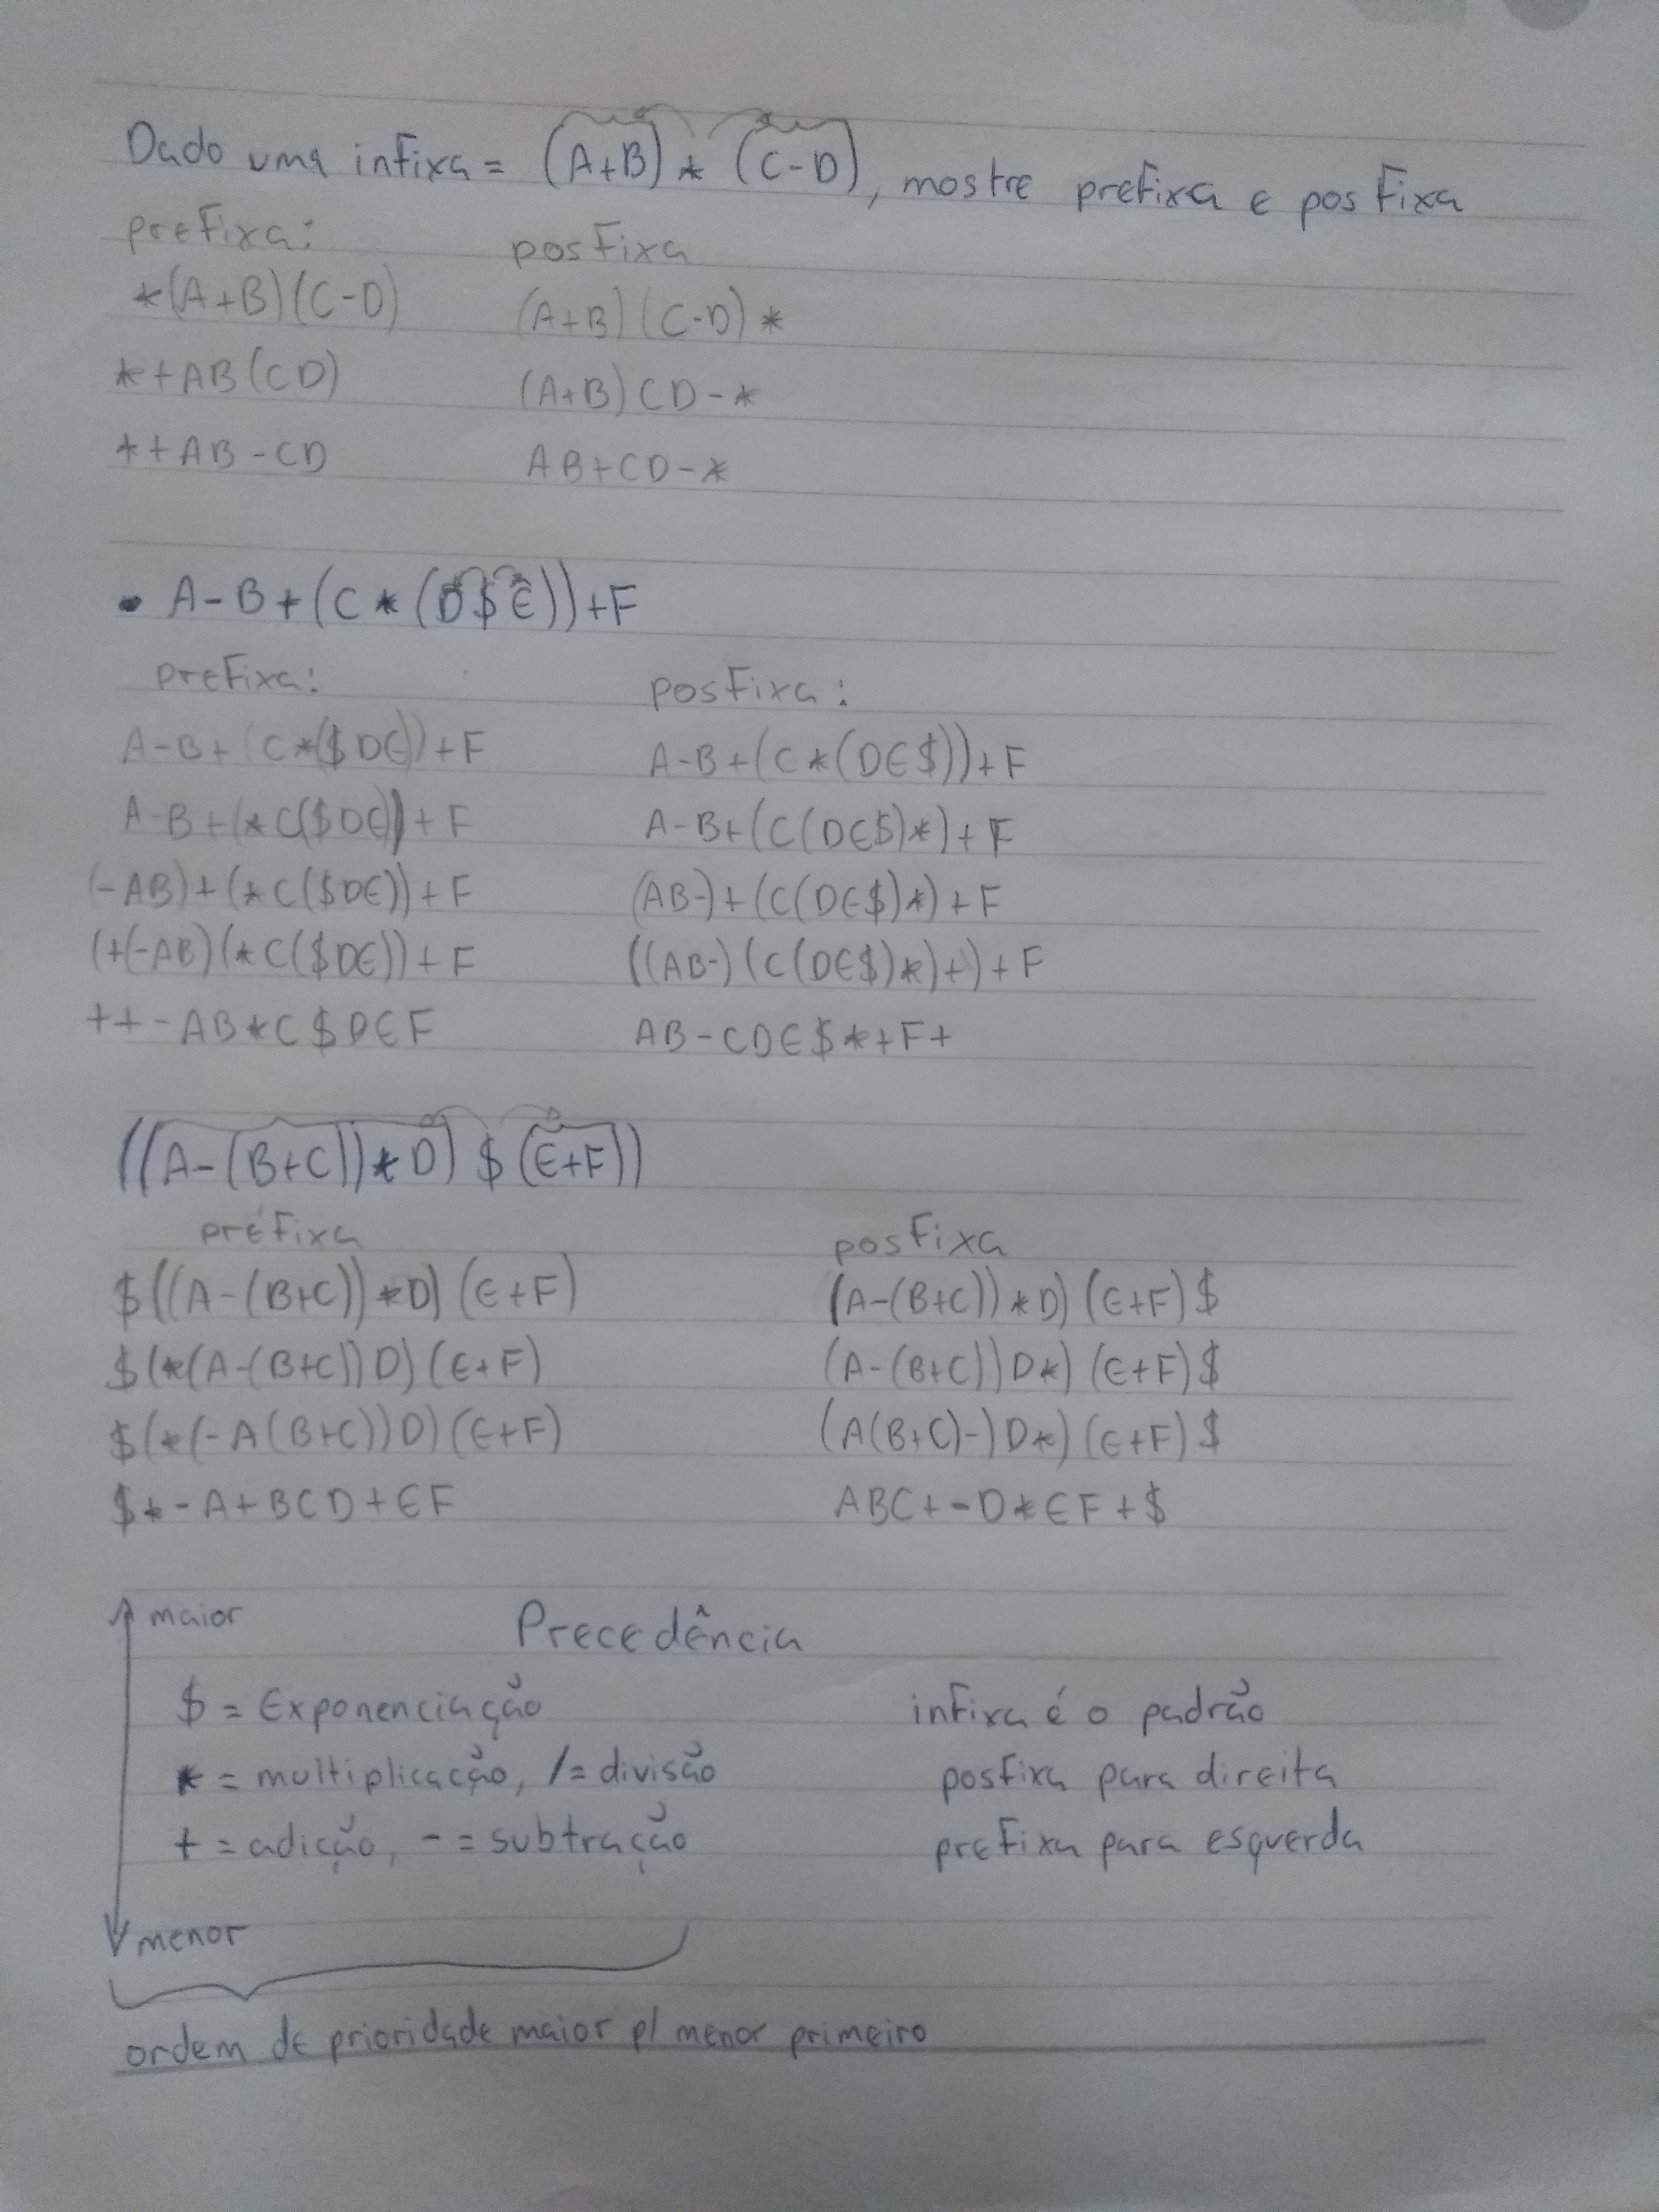 Dado uma infixa = (A+B) * (C-D), mostre prefixa e posfixa
prefixa: posfixa
*(A+B)(C-D) (A+B)(C-D)*
*+AB(CD) (A+B)CD-*
*+AB-CD AB+CD-*
• A-B+(C*(D$E))+F
prefixa: posfixa:
A-B+(C*($DE))+F A-B+(C*(DE$))+F
A-B+(*C($DE))+F A-B+(C(DE$)*)+F
(-AB)+(*C($DE))+F (AB-)+(C(DE$)*)+F
(+(-AB)(*C($DE))+F ((AB-)(C(DE$)*)+)+F
++-AB*C$DEF AB-CDE$*+F+
((A-(B+C))*D) $ (E+F))
prefixa posfixa
$((A-(B+C))*D)(E+F) (A-(B+C))*D)(E+F)$
$(*(A-(B+C))D)(E+F) (A-(B+C))D*)(E+F)$
$(*(-A(B+C))D)(E+F) (A(B+C)-)D*)(E+F)$
$*-A+BCD+EF ABC+-D*EF+$
maior Precedência
$ = Exponenciação infixa é o padrão
* = multiplicação, /= divisão posfixa para direita
+ = adição, - = subtração prefixa para esquerda
menor
ordem de prioridade maior p/ menor primeiro